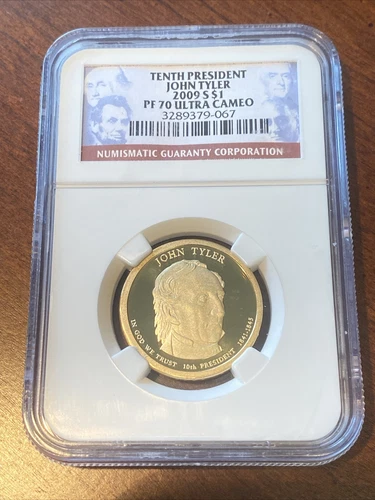 TENTH PRESIDENT
JOHN TYLER
2009 S $1
PF 70 ULTRA CAMEO
3289379-067
NUMISMATIC GUARANTY CORPORATION
JOHN TYLER
IN GOD WE TRUST 10th PRESIDENT 1841-1845